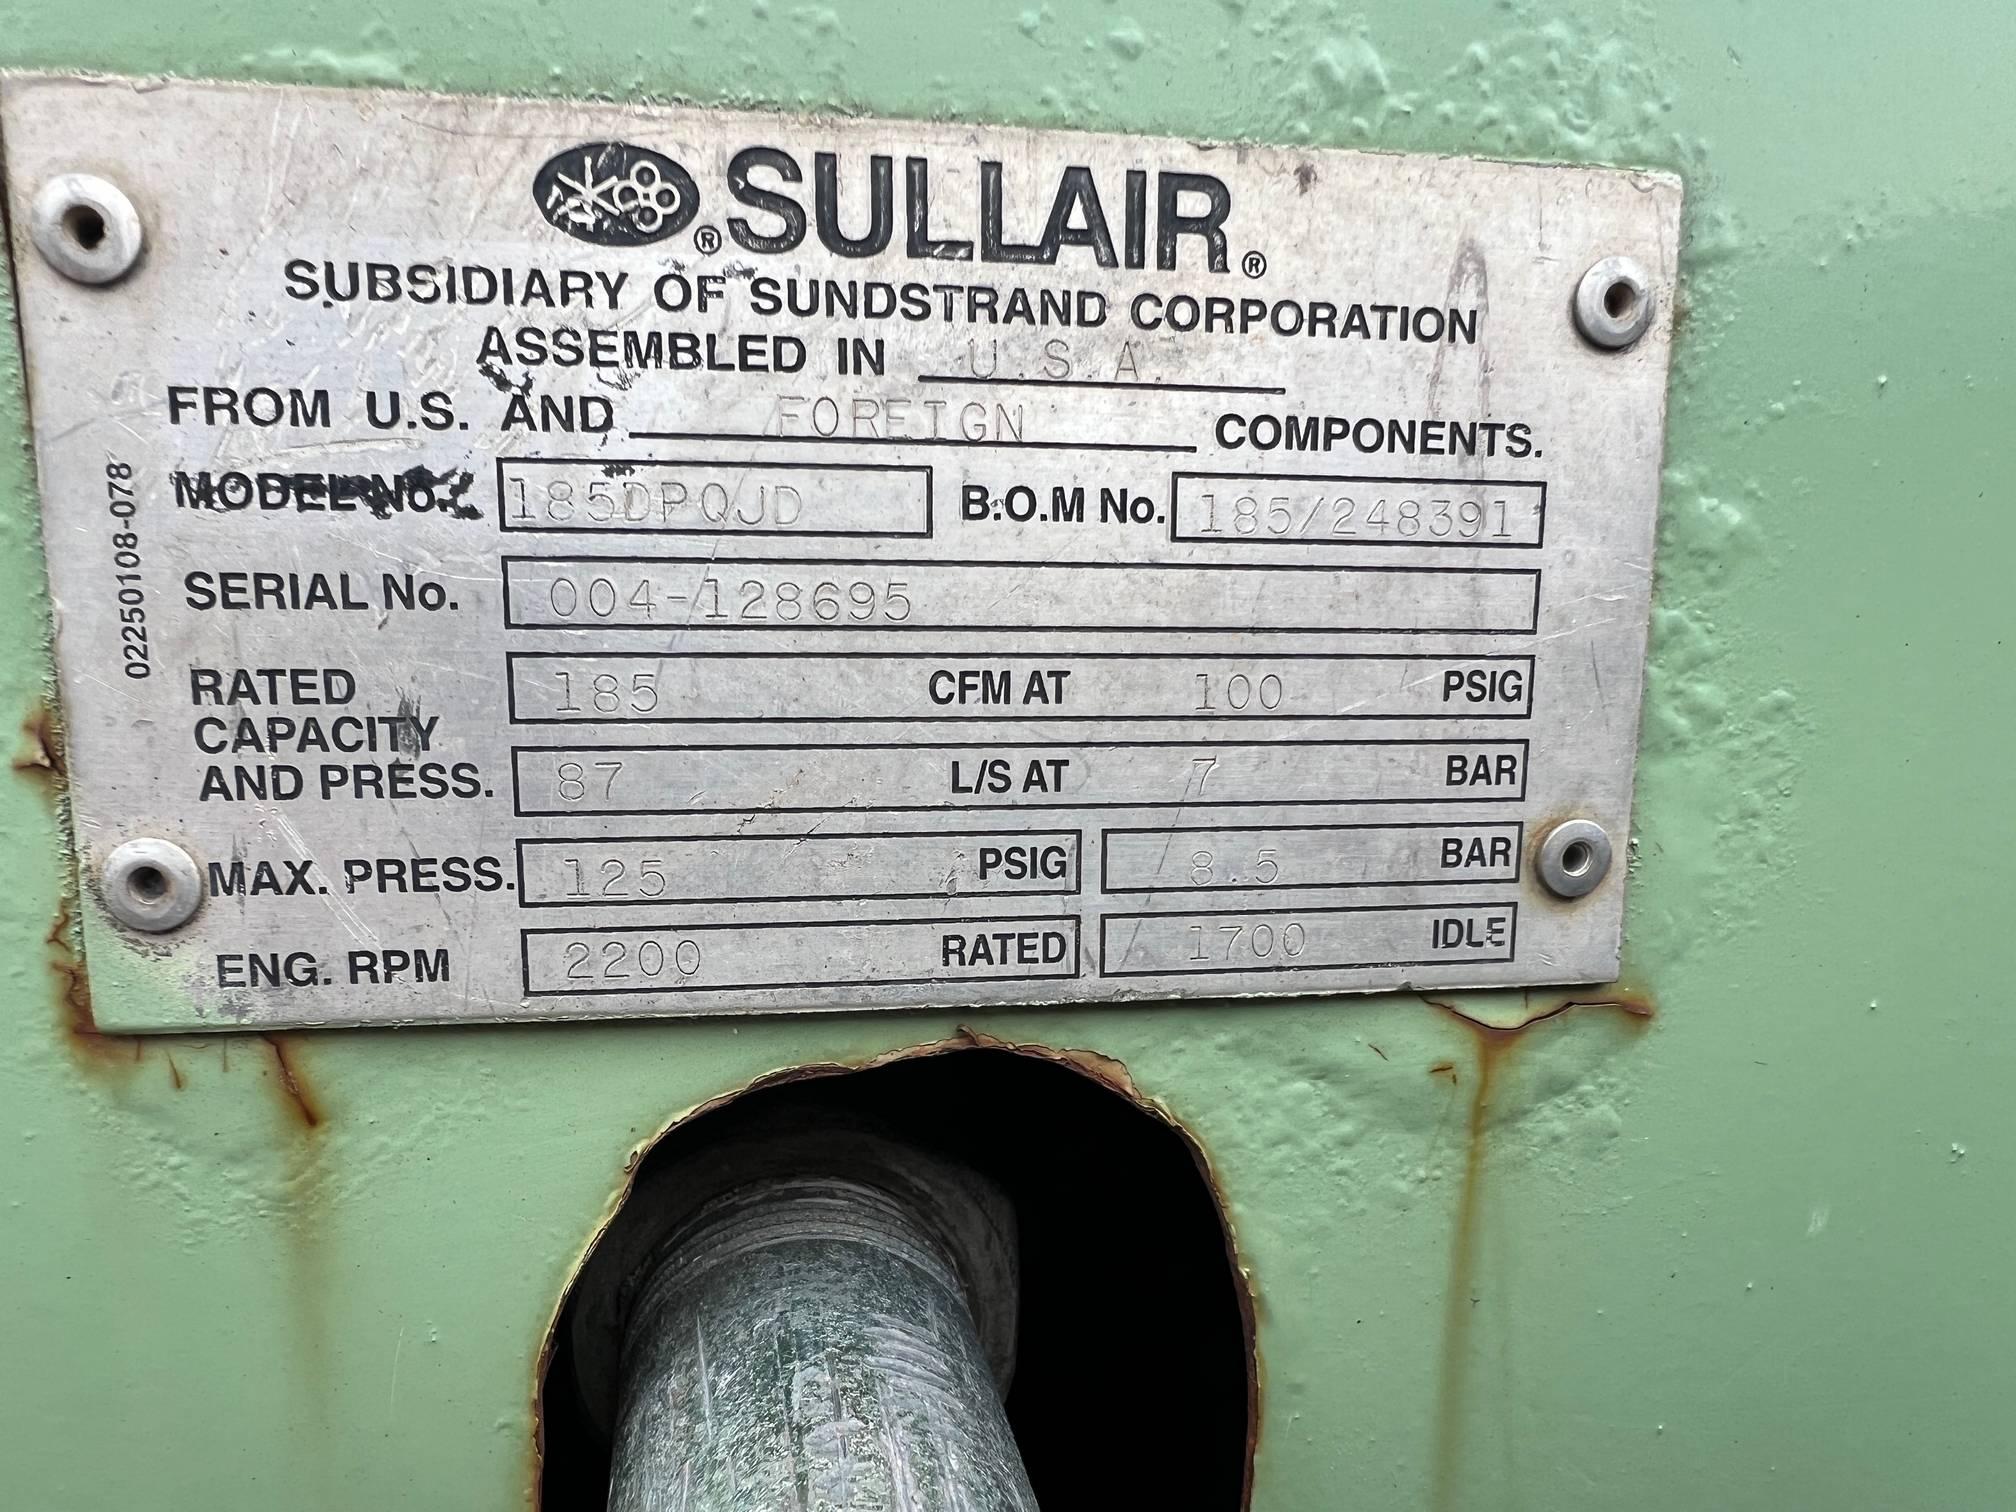 ® SULLAIR ®
SUBSIDIARY OF SUNDSTRAND CORPORATION
ASSEMBLED IN U.S.A.
FROM U.S. AND FOREIGN COMPONENTS.
MODEL No. 185DPQJD B.O.M No. 185/248391
SERIAL No. 004-128695
RATED CAPACITY AND PRESS. 185 CFM AT 100 PSIG
87 L/S AT 7 BAR
MAX. PRESS. 125 PSIG 8.5 BAR
ENG. RPM 2200 RATED 1700 IDLE
02250108-078